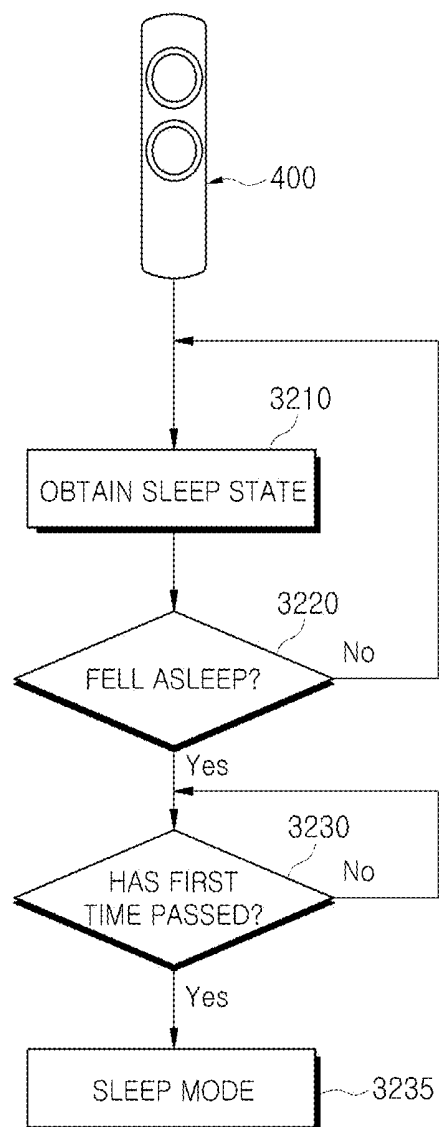 400
3210
OBTAIN SLEEP STATE
3220
FELL ASLEEP?
No
Yes
3230
HAS FIRST
TIME PASSED?
No
Yes
SLEEP MODE
3235